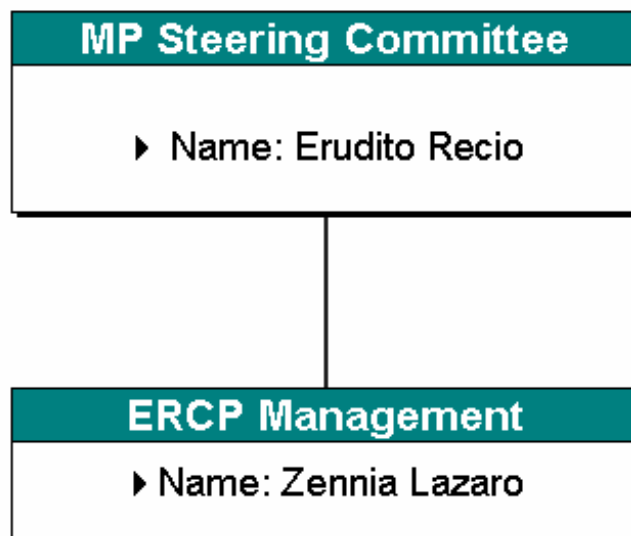 MP Steering Committee
Name: Erudito Recio
ERCP Management
Name: Zennia Lazaro